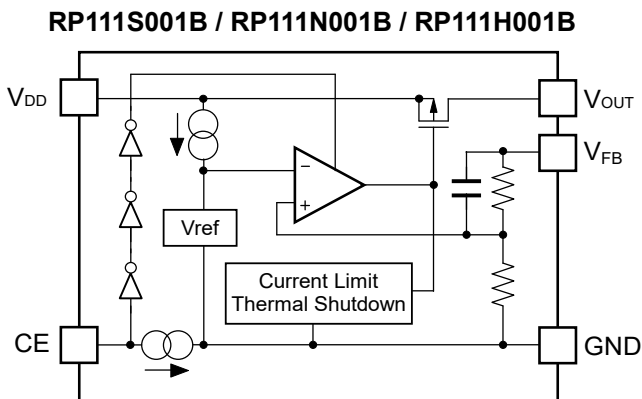 RP111S001B / RP111N001B / RP111H001B
VDD
VOUT
VFB
−
+
Vref
Current Limit
Thermal Shutdown
CE
GND